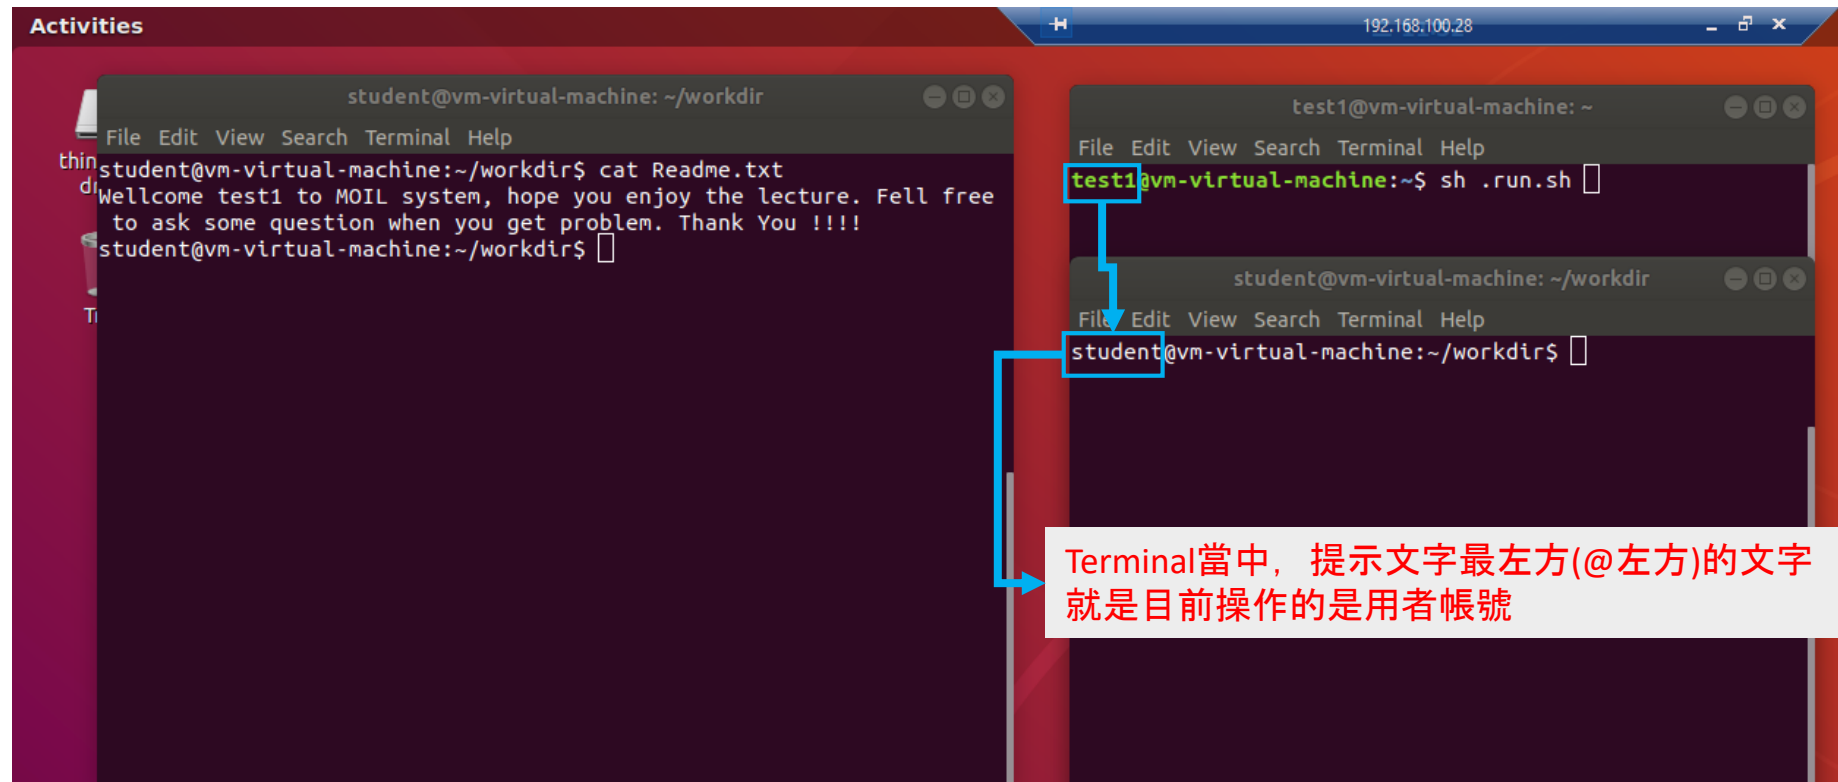 Activities
192.168.100.28
student@vm-virtual-machine: ~/workdir
File Edit View Search Terminal Help
student@vm-virtual-machine:~/workdir$ cat Readme.txt
Wellcome test1 to MOIL system, hope you enjoy the lecture. Fell free
to ask some question when you get problem. Thank You !!!!
student@vm-virtual-machine:~/workdir$
test1@vm-virtual-machine: ~
File Edit View Search Terminal Help
test1@vm-virtual-machine:~$ sh .run.sh
student@vm-virtual-machine: ~/workdir
File Edit View Search Terminal Help
student@vm-virtual-machine:~/workdir$
Terminal當中, 提示文字最左方(@左方)的文字
就是目前操作的是用者帳號